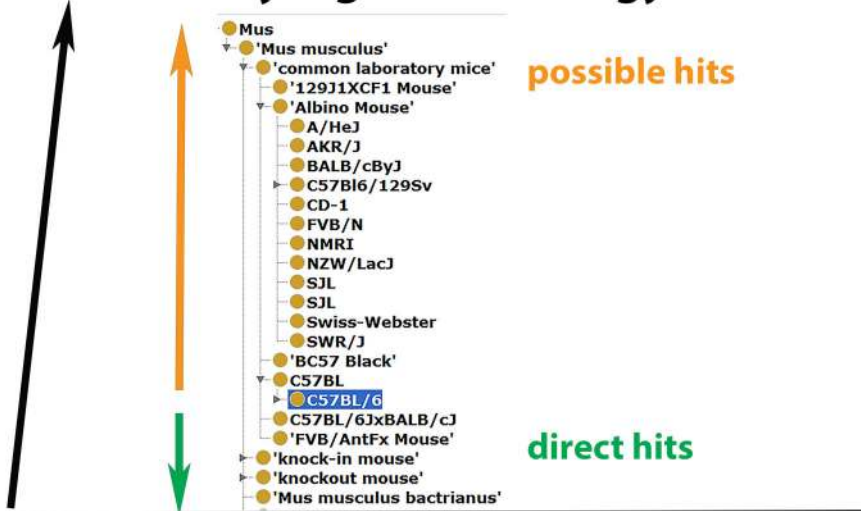 Mus
'Mus musculus'
'common laboratory mice'
possible hits
'129J1XCF1 Mouse'
'Albino Mouse'
A/HeJ
AKR/J
BALB/cByJ
C57Bl6/129Sv
CD-1
FVB/N
NMRI
NZW/LacJ
SJL
SJL
Swiss-Webster
SWR/J
'BC57 Black'
C57BL
C57BL/6
C57BL/6JxBALB/cJ
'FVB/AntFx Mouse'
direct hits
'knock-in mouse'
'knockout mouse'
'Mus musculus bactrianus'